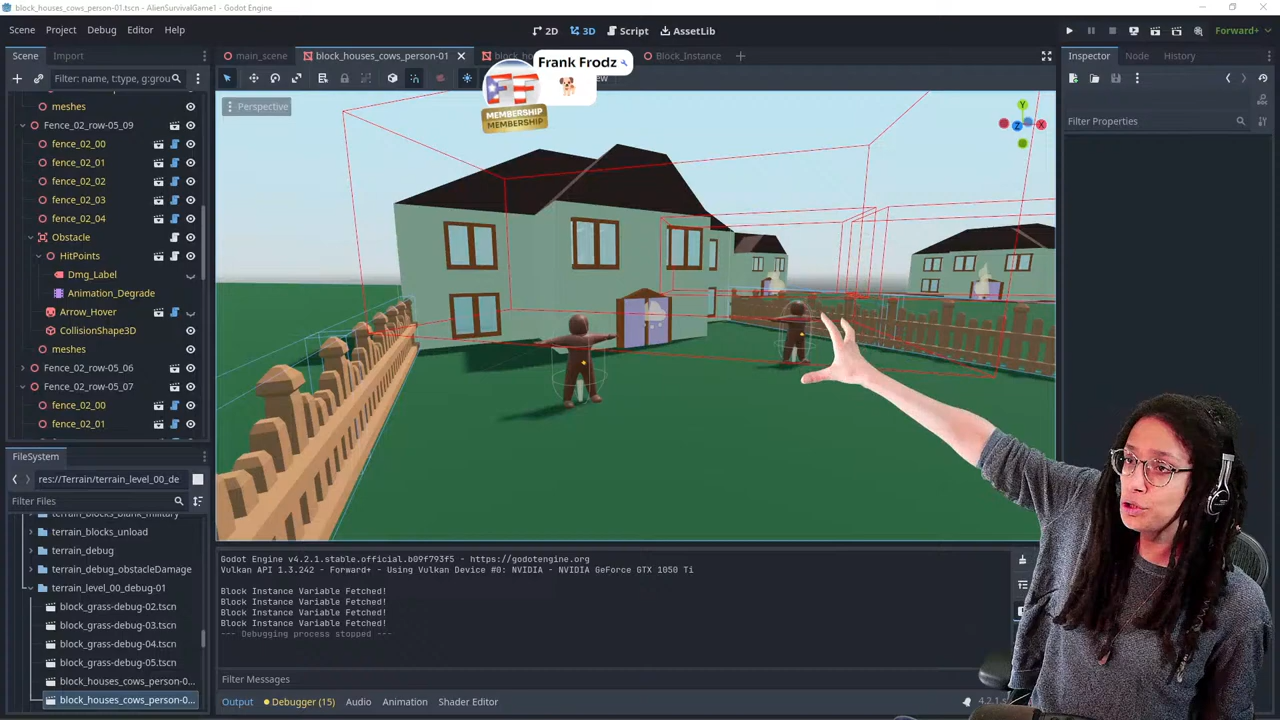 block_houses_cows_person-01.tscn - AlienSurvivalGame1 - Godot Engine
Scene Project Debug Editor Help
2D 3D Script AssetLib
Forward+
Scene Import
main_scene block_houses_cows_person-01 Block_Instance
Inspector Node History
Filter: name, t:type, g:grou
Frank Frodz
MEMBERSHIP
MEMBERSHIP
Perspective
Filter Properties
Y
Z
X
meshes
Fence_02_row-05_09
fence_02_00
fence_02_01
fence_02_02
fence_02_03
fence_02_04
Obstacle
HitPoints
Dmg_Label
Animation_Degrade
Arrow_Hover
CollisionShape3D
meshes
Fence_02_row-05_06
Fence_02_row-05_07
fence_02_00
fence_02_01
FileSystem
res://Terrain/terrain_level_00_de
Filter Files
terrain_blocks_blank_military
terrain_blocks_unload
terrain_debug
terrain_debug_obstacleDamage
terrain_level_00_debug-01
block_grass-debug-02.tscn
block_grass-debug-03.tscn
block_grass-debug-04.tscn
block_grass-debug-05.tscn
block_houses_cows_person-0...
block_houses_cows_person-0...
Godot Engine v4.2.1.stable.official.b09f793f5 - https://godotengine.org
Vulkan API 1.3.242 - Forward+ - Using Vulkan Device #0: NVIDIA - NVIDIA GeForce GTX 1050 Ti
Block Instance Variable Fetched!
Block Instance Variable Fetched!
Block Instance Variable Fetched!
Block Instance Variable Fetched!
--- Debugging process stopped ---
Filter Messages
Output Debugger (15) Audio Animation Shader Editor